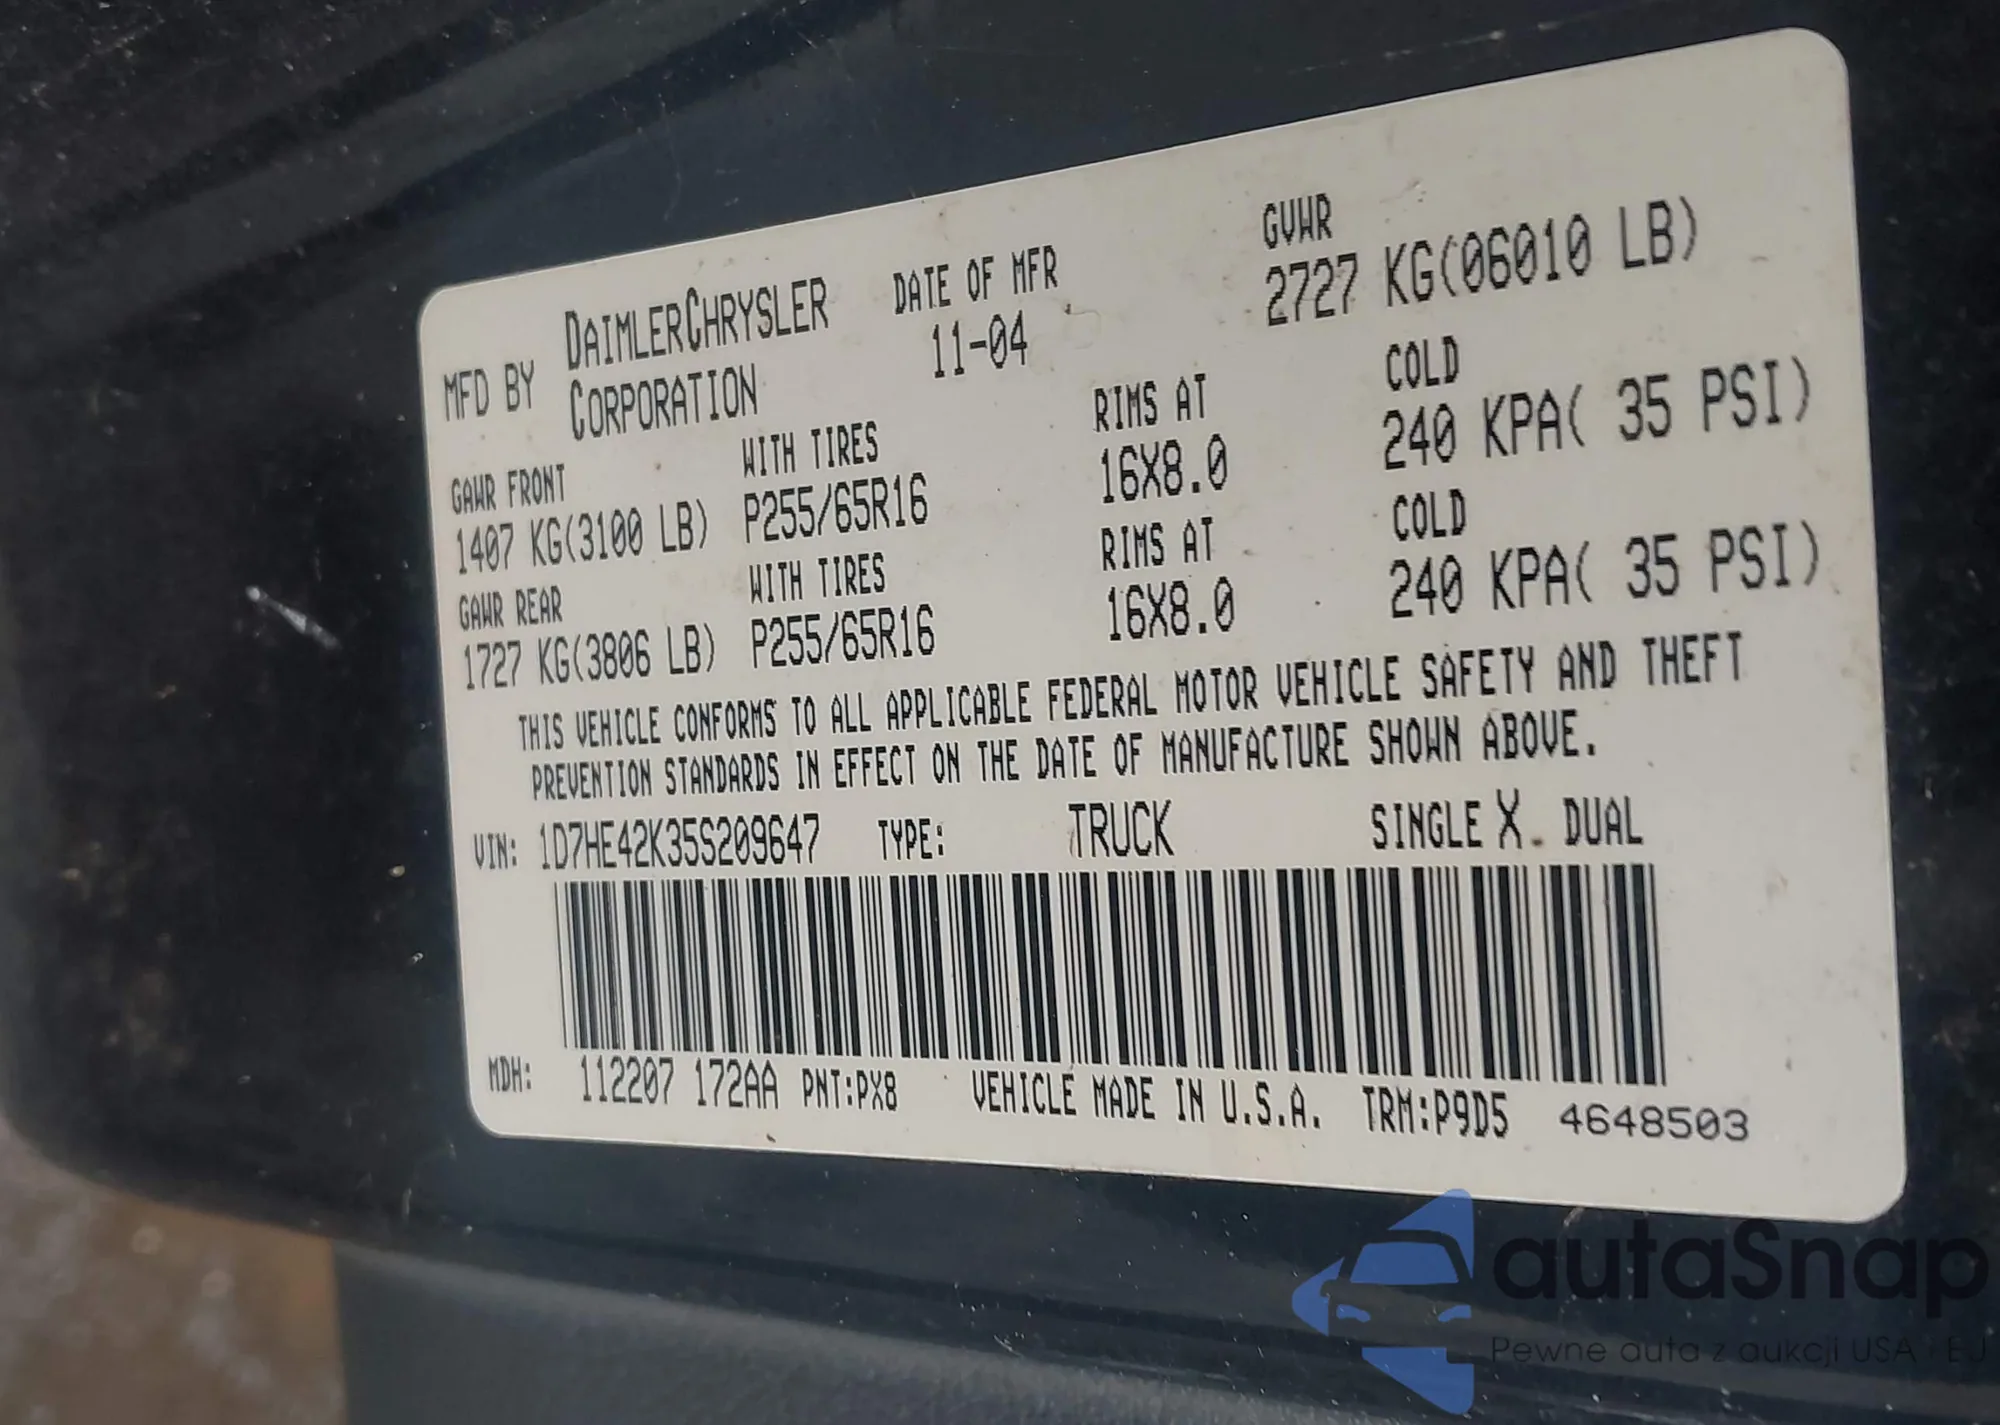 MFD BY DAIMLERCHRYSLER CORPORATION
DATE OF MFR
11-04
GVWR
2727 KG(06010 LB)
GAWR FRONT WITH TIRES RIMS AT COLD
1407 KG(3100 LB) P255/65R16 16X8.0 240 KPA( 35 PSI)
GAWR REAR WITH TIRES RIMS AT COLD
1727 KG(3806 LB) P255/65R16 16X8.0 240 KPA( 35 PSI)
THIS VEHICLE CONFORMS TO ALL APPLICABLE FEDERAL MOTOR VEHICLE SAFETY AND THEFT
PREVENTION STANDARDS IN EFFECT ON THE DATE OF MANUFACTURE SHOWN ABOVE.
VIN: 1D7HE42K35S209647 TYPE: TRUCK SINGLE X DUAL
MDH: 112207 172AA PNT:PX8 VEHICLE MADE IN U.S.A. TRM:P9D5 4648503
autaSnap
Pewne auta z aukcji USA - EU